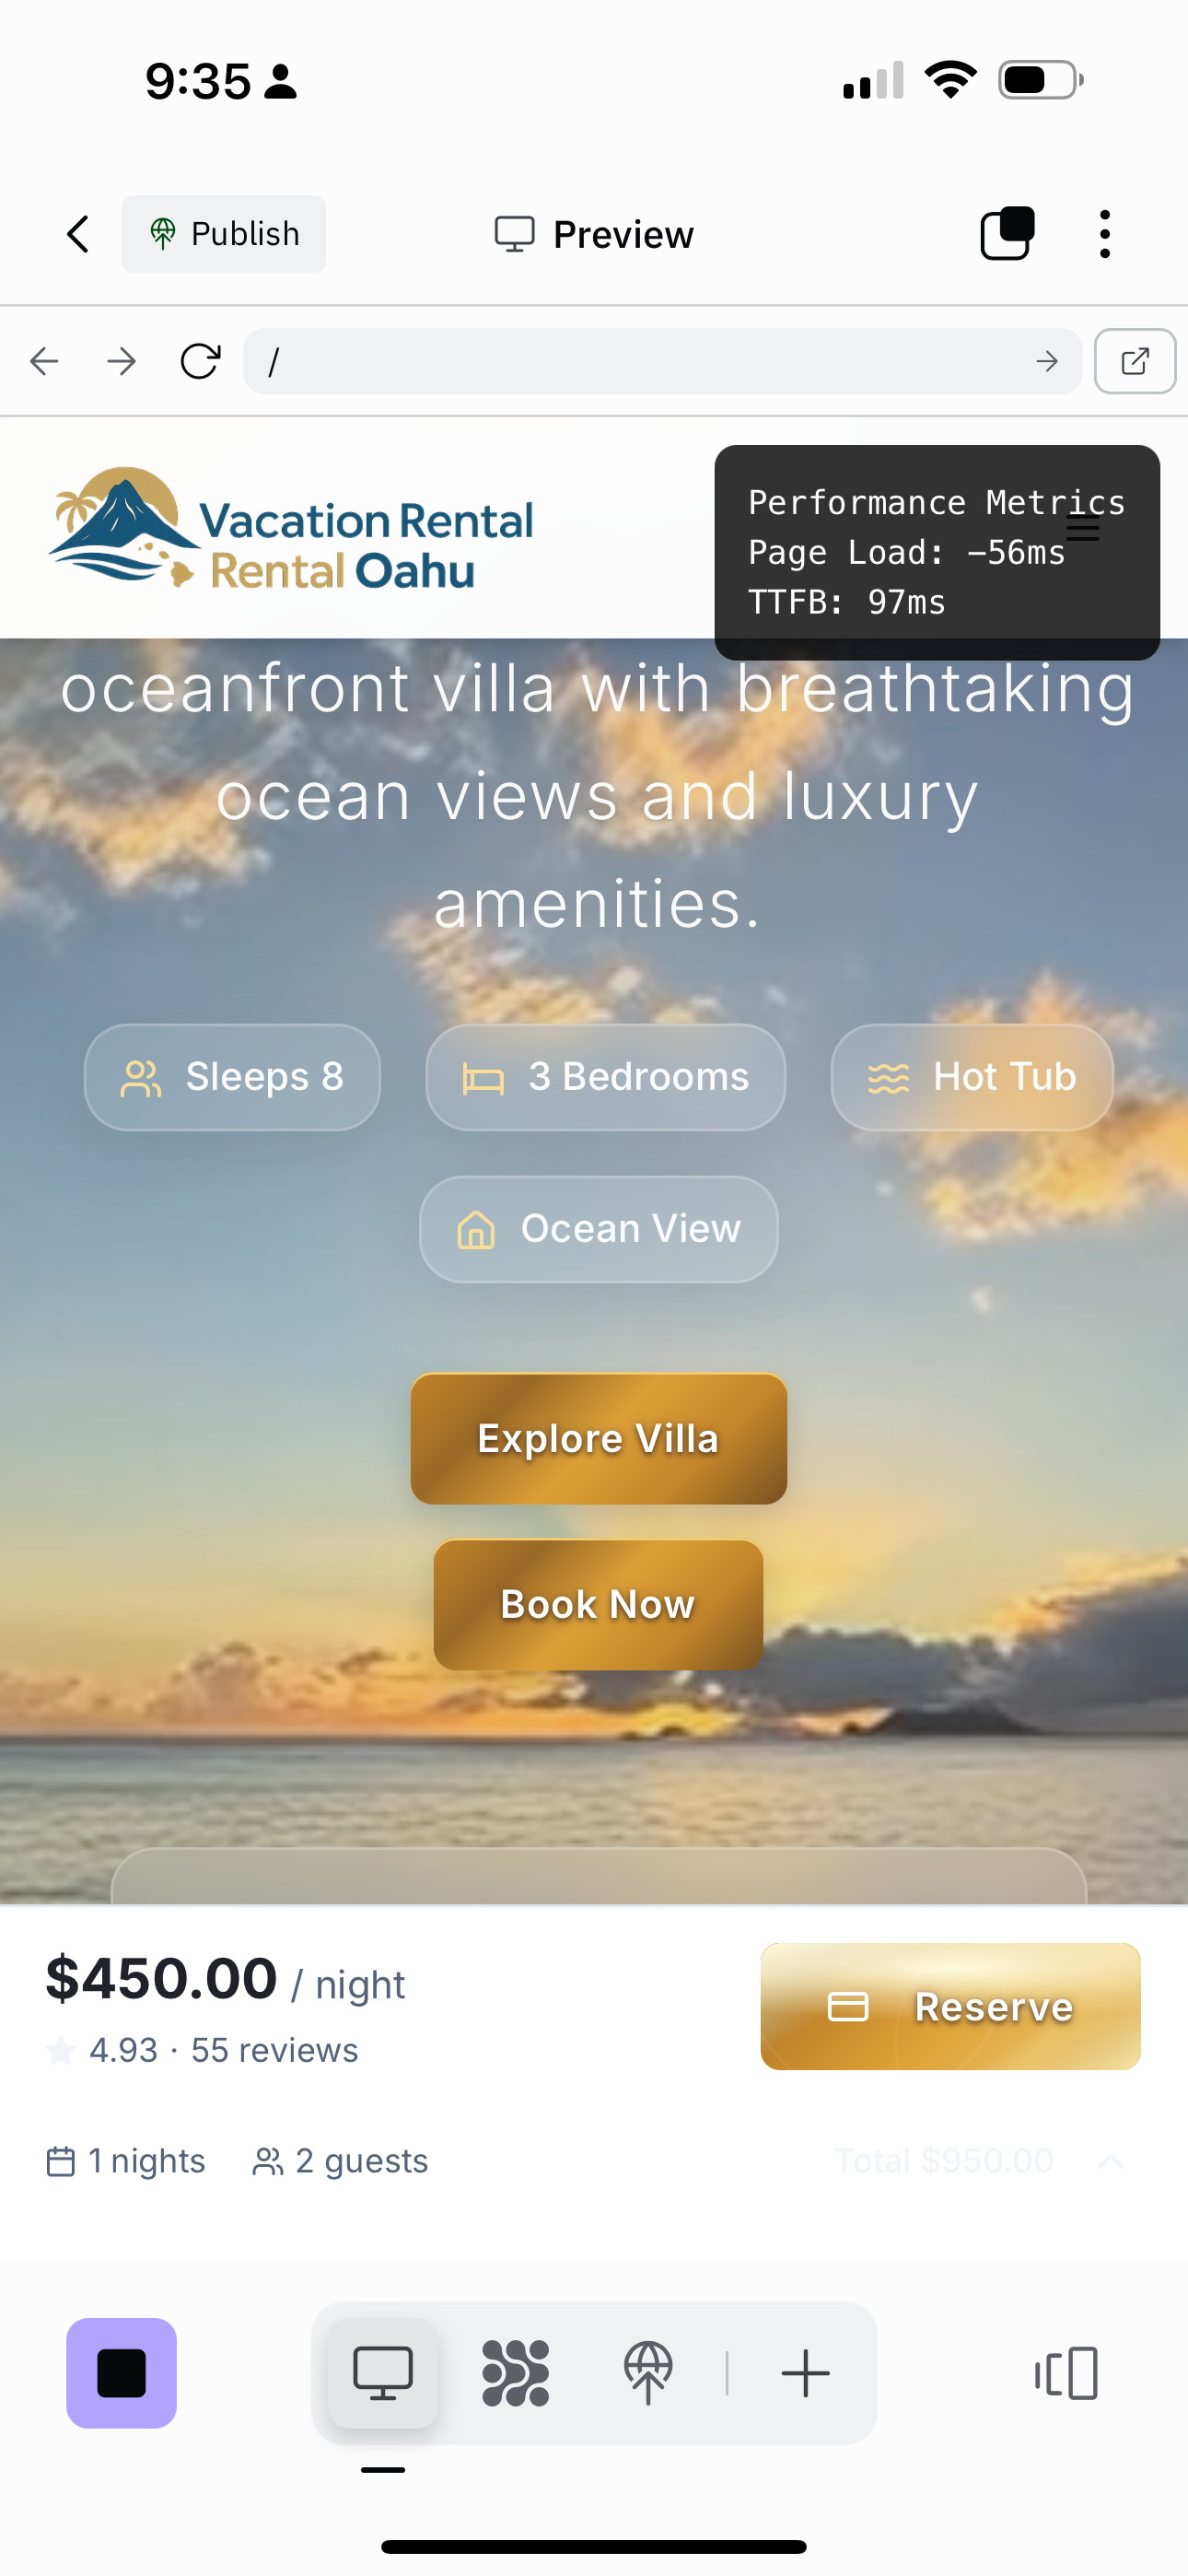 9:35
Publish
Preview
/
Vacation Rental
Rental Oahu
Performance Metrics
Page Load: -56ms
TTFB: 97ms
oceanfront villa with breathtaking
ocean views and luxury
amenities.
Sleeps 8
3 Bedrooms
Hot Tub
Ocean View
Explore Villa
Book Now
$450.00 / night
Reserve
4.93 · 55 reviews
1 nights
2 guests
Total $950.00